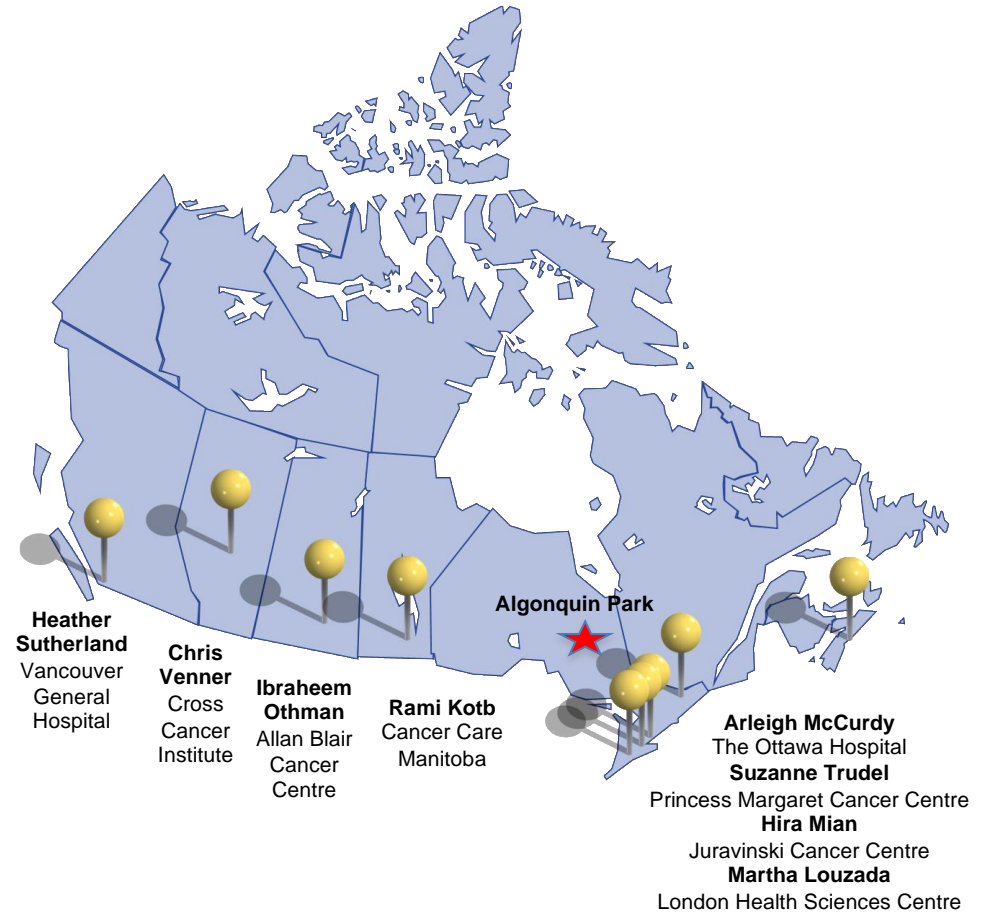 Algonquin Park
Heather
Sutherland
Vancouver
General
Hospital
Chris
Venner
Cross
Cancer
Institute
Ibraheem
Othman
Allan Blair
Cancer
Centre
Rami Kotb
Cancer Care
Manitoba
Arleigh McCurdy
The Ottawa Hospital
Suzanne Trudel
Princess Margaret Cancer Centre
Hira Mian
Juravinski Cancer Centre
Martha Louzada
London Health Sciences Centre